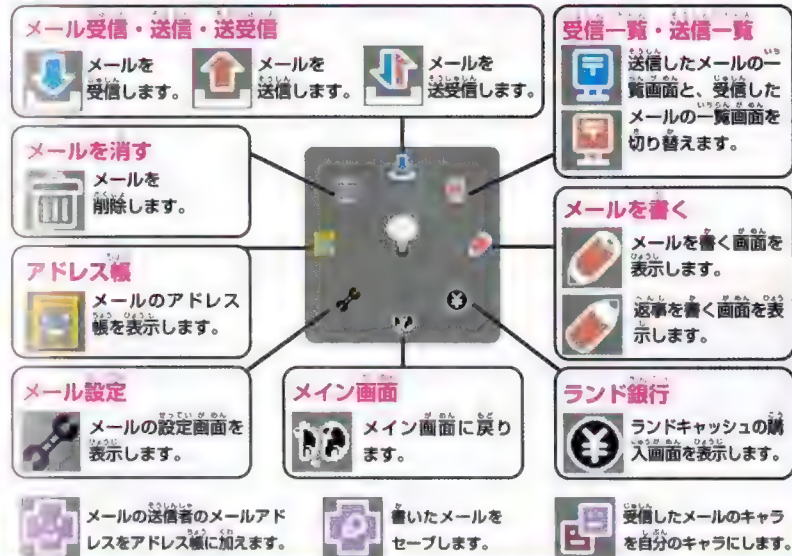 メール受信・送信・送受信
メールを
受信します。
メールを
送信します。
メールを
送受信します。
受信一覧・送信一覧
送信したメールの一
覧画面と、受信した
メールの一覧画面を
切り替えます。
メールを消す
メールを
削除します。
メールを書く
メールを書く画面を
表示します。
返事を書く画面を表
示します。
アドレス帳
メールのアドレス
帳を表示します。
メール設定
メールの設定画面を
表示します。
メイン画面
メイン画面に戻り
ます。
ランド銀行
ランドキャッシュの購
入画面を表示します。
メールの送信者のメールアド
レスをアドレス帳に加えます。
書いたメールを
セーブします。
受信したメールのキャラ
を自分のキャラにします。